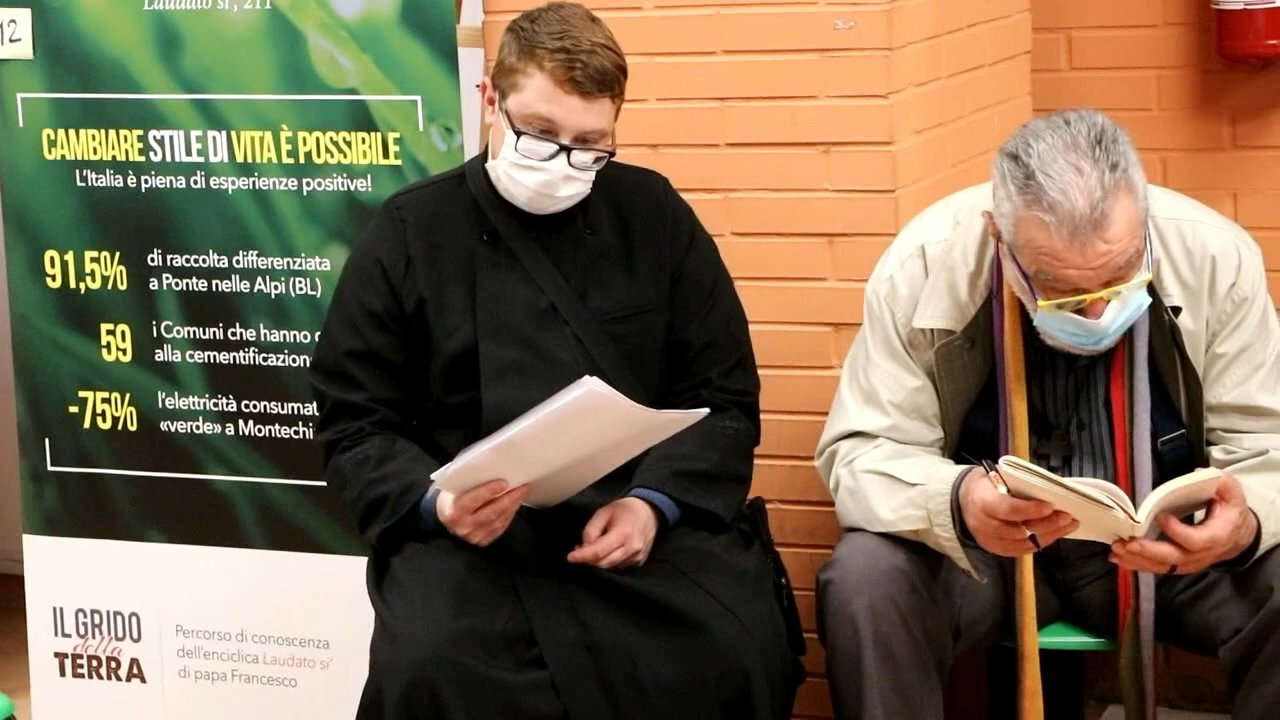 Laudato si', 211
12
CAMBIARE STILE DI VITA È POSSIBILE
L'Italia è piena di esperienze positive!
91,5%
di raccolta differenziata
a Ponte nelle Alpi (BL)
59
i Comuni che hanno
alla cementificazion
-75%
l'elettricità consumat
«verde» a Montechi
IL GRIDO
della
TERRA
Percorso di conoscenza
dell'enciclica Laudato si'
di papa Francesco